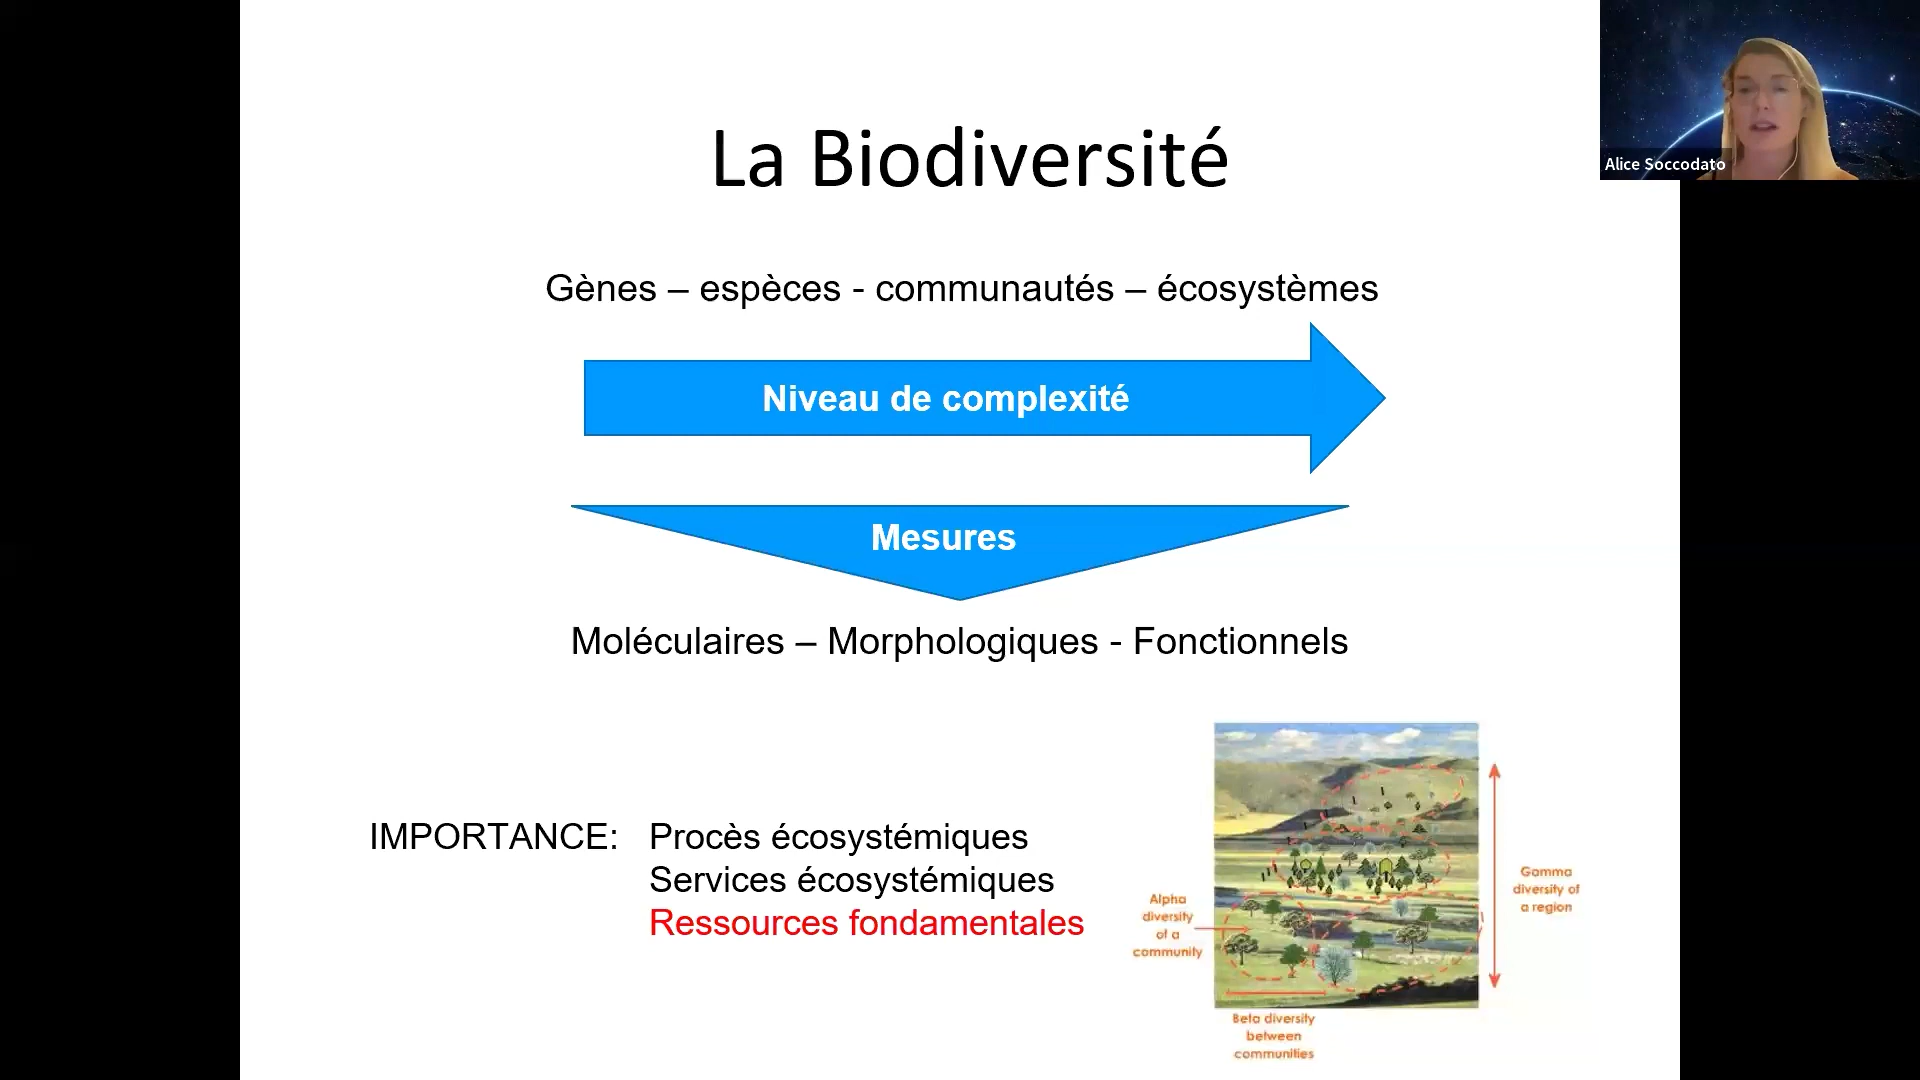 La Biodiversité
Alice Soccodato
Gènes – espèces - communautés – écosystèmes
Niveau de complexité
Mesures
Moléculaires – Morphologiques - Fonctionnels
IMPORTANCE: Procès écosystémiques
Services écosystémiques
Ressources fondamentales
Alpha
diversity
of a
community
Gamma
diversity of
a region
Beta diversity
between
communities